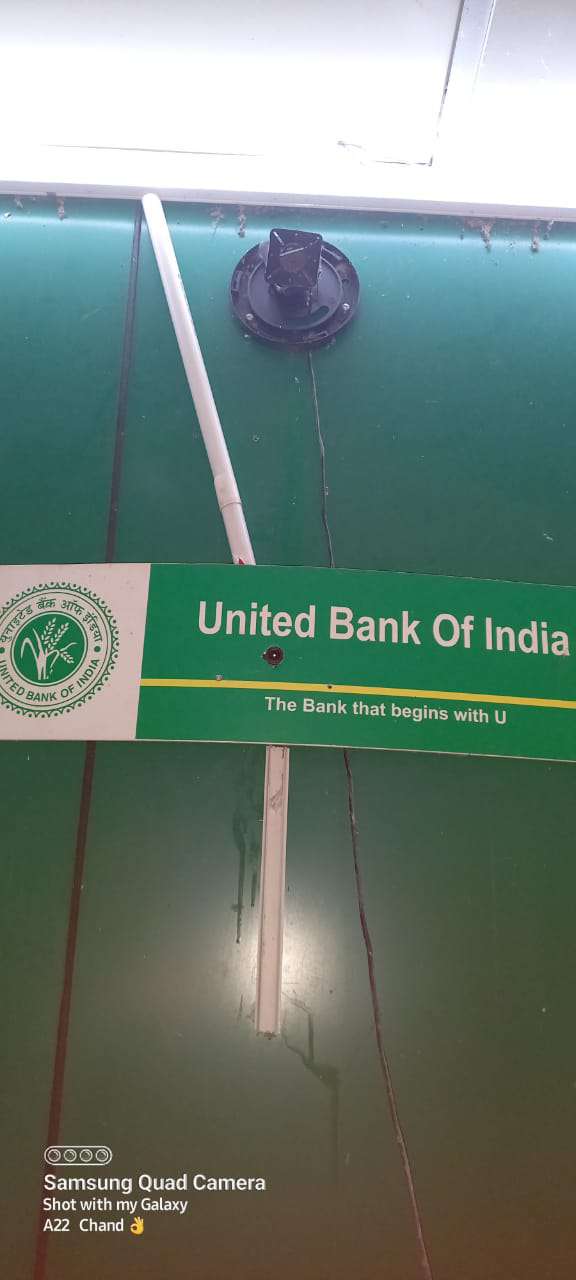 United Bank Of India
The Bank that begins with U
यूनाइटेड बैंक ऑफ इंडिया
UNITED BANK OF INDIA
Samsung Quad Camera
Shot with my Galaxy
A22 Chand 👌